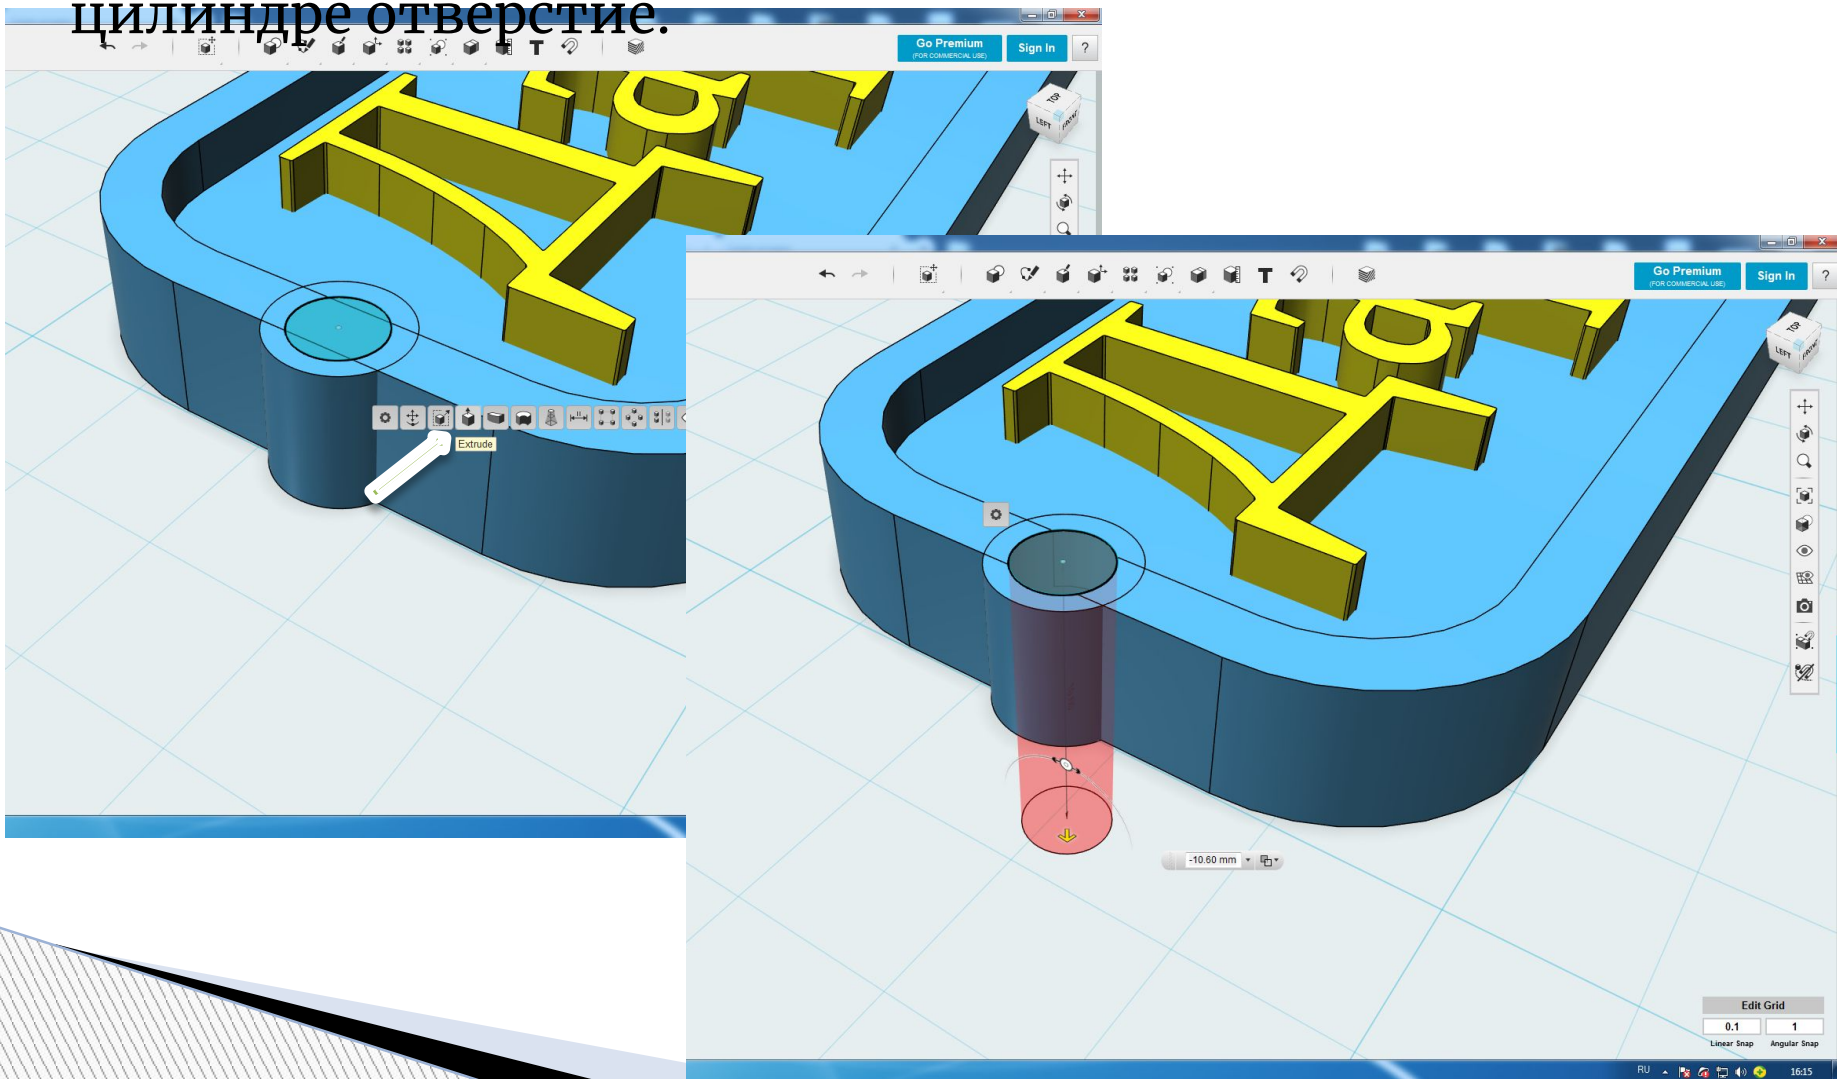 цилиндре отверстие.
Go Premium
(FOR COMMERCIAL USE)
Sign In
?
TOP
LEFT
FRONT
Extrude
Go Premium
(FOR COMMERCIAL USE)
Sign In
?
TOP
LEFT
FRONT
-10.60 mm
Edit Grid
0.1
1
Linear Snap
Angular Snap
RU
16:15